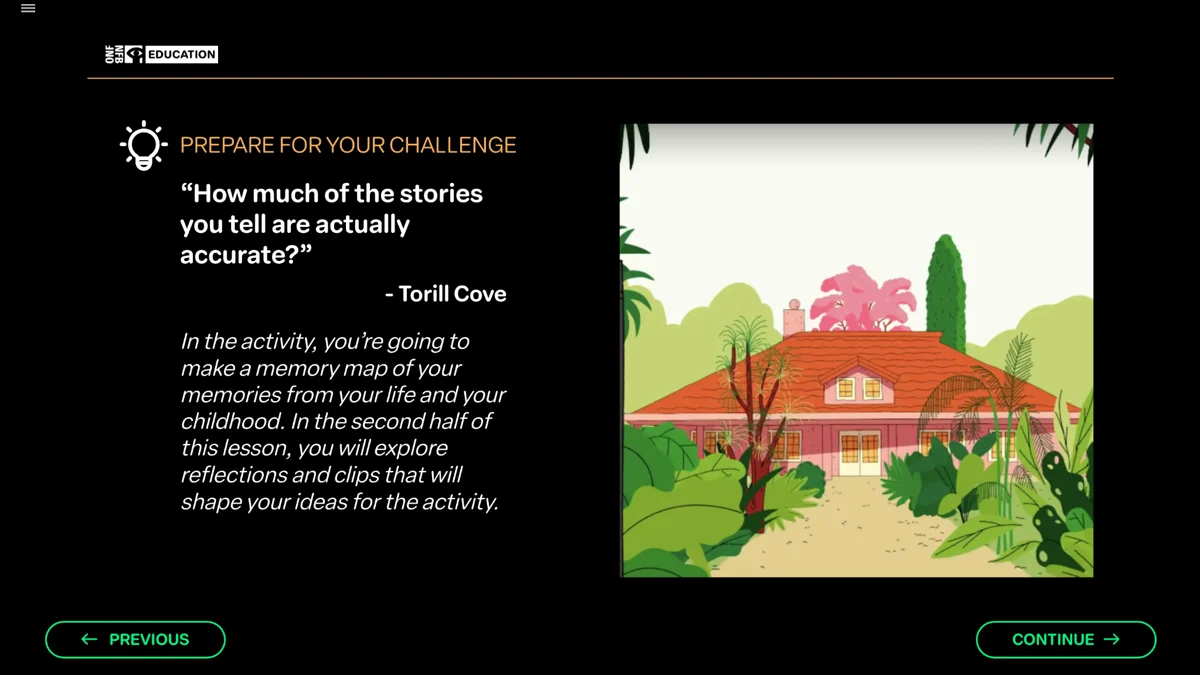 ONF
NFB
EDUCATION
PREPARE FOR YOUR CHALLENGE
“How much of the stories
you tell are actually
accurate?”
- Torill Cove
In the activity, you’re going to
make a memory map of your
memories from your life and your
childhood. In the second half of
this lesson, you will explore
reflections and clips that will
shape your ideas for the activity.
← PREVIOUS
CONTINUE →